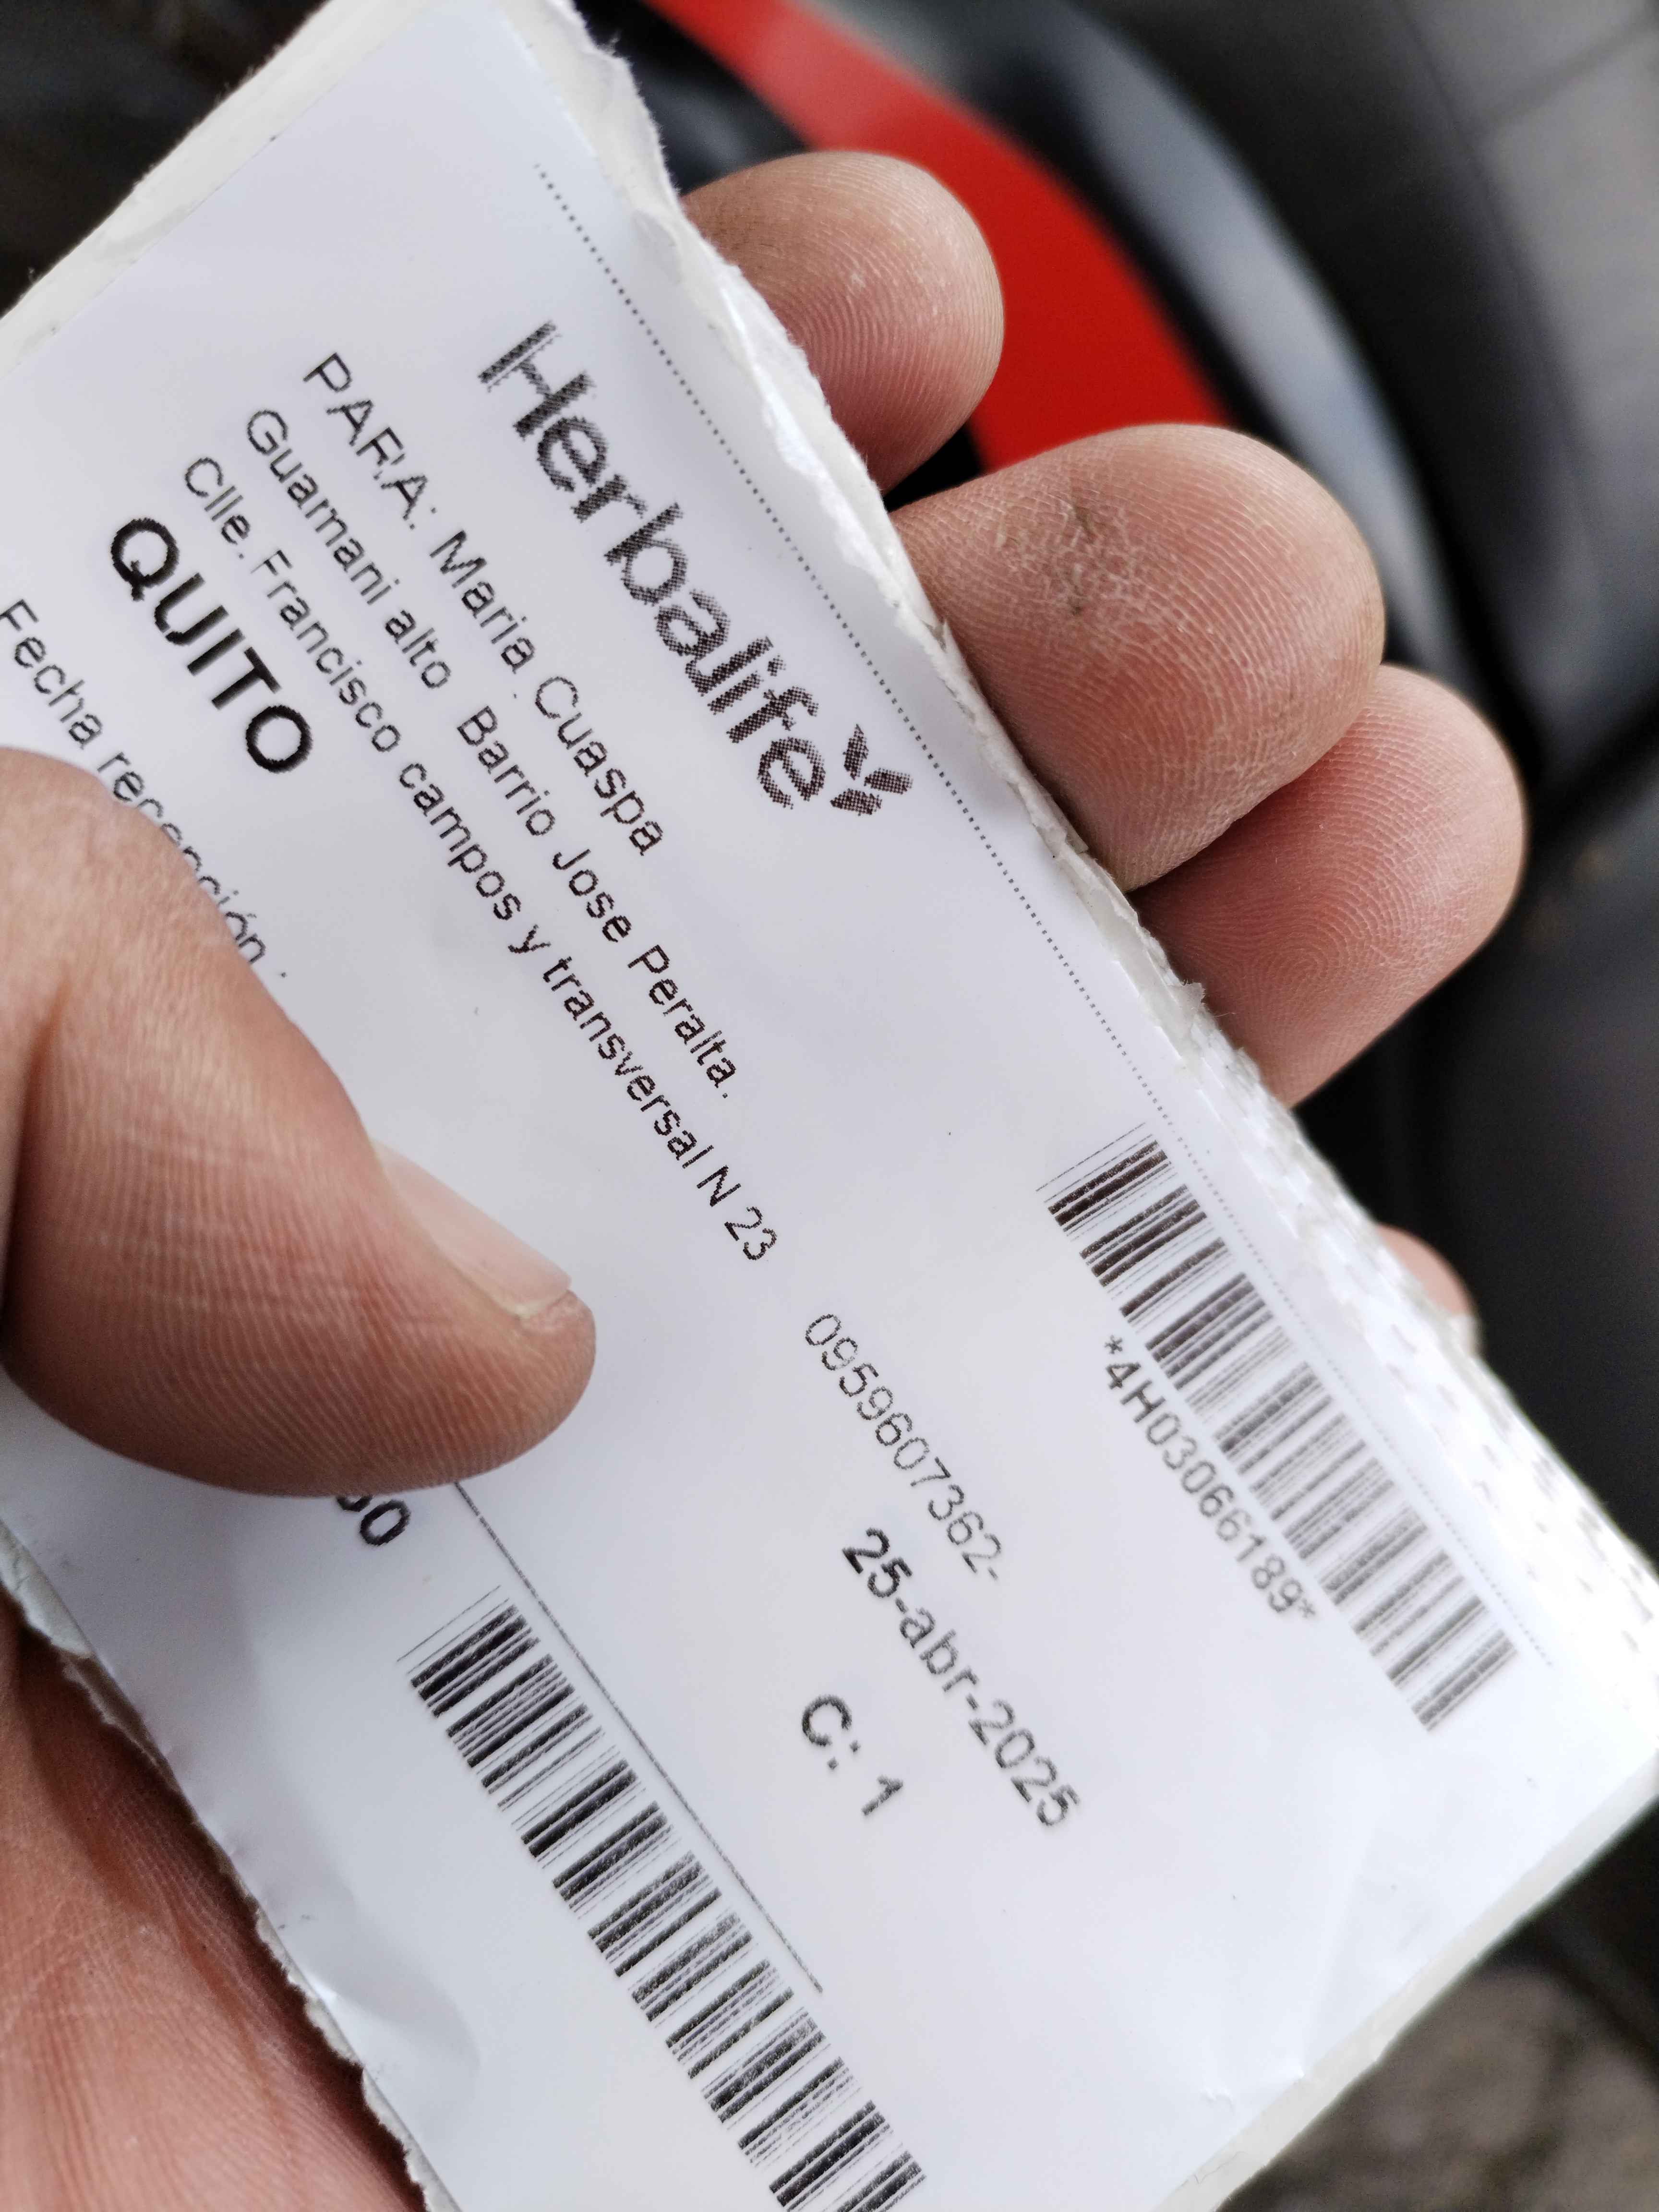 Herbalife
*4H03066189*
PARA: Maria Cuaspa
Guamani alto Barrio Jose Peralta.
Clle. Francisco campos y transversal N 23
0959607362-
QUITO
25-abr-2025
C: 1
Fecha recepción